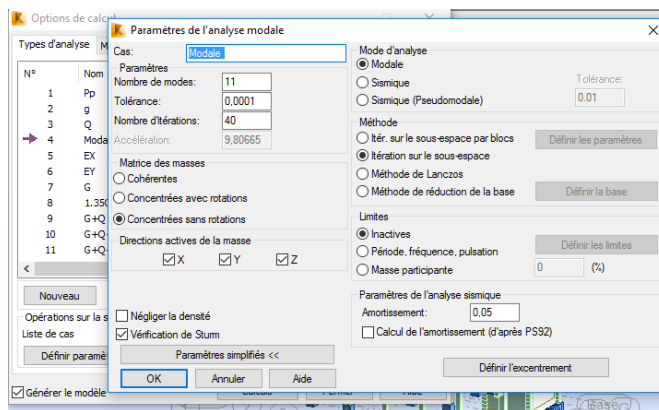 Options de calcul
Types d'analyse
N°
Nom
1 Pp
2 g
3 Q
4 Moda
5 EX
6 EY
7 G
8 1.35G
9 G+Q
10 G+Q
11 G+Q
<
Nouveau
Opérations sur la s
Liste de cas
Définir paramè
Générer le modèle
Paramètres de l'analyse modale
Cas:
Modale
Paramètres
Nombre de modes:
11
Tolérance:
0,0001
Nombre d'itérations:
40
Accélération:
9,80665
Matrice des masses
Cohérentes
Concentrées avec rotations
Concentrées sans rotations
Directions actives de la masse
X Y Z
Négliger la densité
Vérification de Sturm
Paramètres simplifiés <<
OK Annuler Aide
Mode d'analyse
Modale
Sismique
Sismique (Pseudomodale)
Tolérance:
0.01
Méthode
Itér. sur le sous-espace par blocs
Définir les paramètres
Itération sur le sous-espace
Méthode de Lanczos
Méthode de réduction de la base
Définir la base
Limites
Inactives
Période, fréquence, pulsation
Définir les limites
Masse participante
0 (%)
Paramètres de l'analyse sismique
Amortissement:
0,05
Calcul de l'amortissement (d'après PS92)
Définir l'excentrement
Base